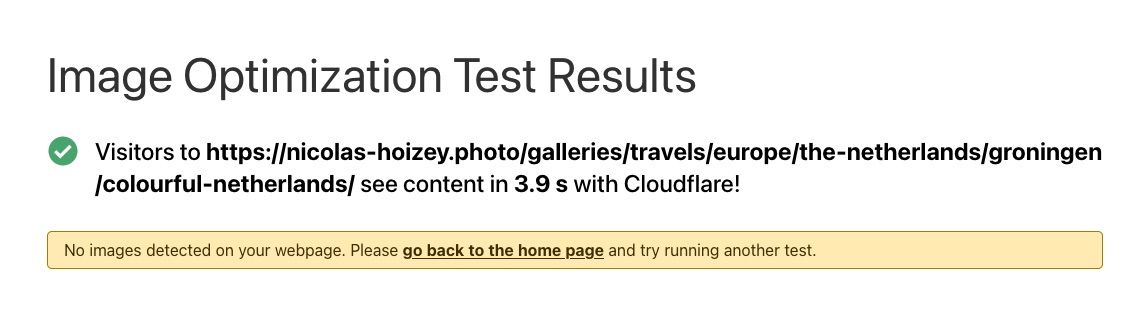 Image Optimization Test Results
Visitors to https://nicolas-hoizey.photo/galleries/travels/europe/the-netherlands/groningen
/colourful-netherlands/ see content in 3.9 s with Cloudflare!
No images detected on your webpage. Please go back to the home page and try running another test.